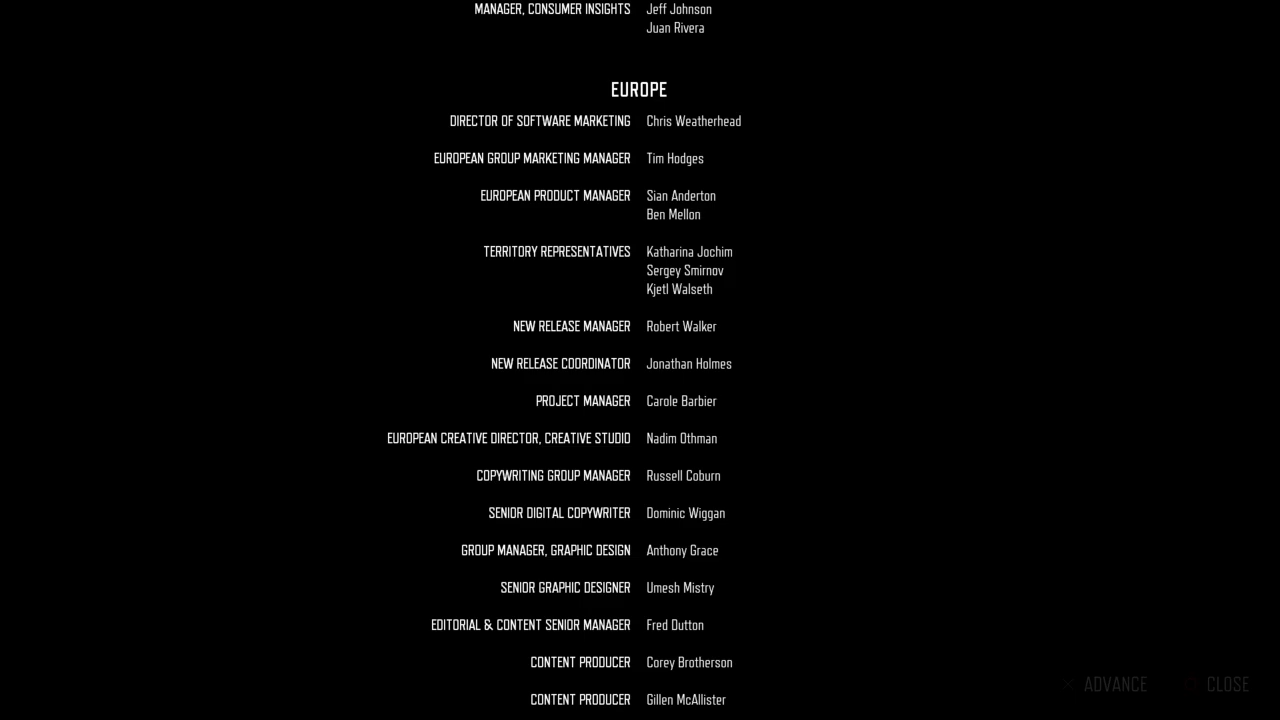 MANAGER, CONSUMER INSIGHTS Jeff Johnson
Juan Rivera
EUROPE
DIRECTOR OF SOFTWARE MARKETING Chris Weatherhead
EUROPEAN GROUP MARKETING MANAGER Tim Hodges
EUROPEAN PRODUCT MANAGER Sian Anderton
Ben Mellon
TERRITORY REPRESENTATIVES Katharina Jochim
Sergey Smirnov
Kjetl Walseth
NEW RELEASE MANAGER Robert Walker
NEW RELEASE COORDINATOR Jonathan Holmes
PROJECT MANAGER Carole Barbier
EUROPEAN CREATIVE DIRECTOR, CREATIVE STUDIO Nadim Othman
COPYWRITING GROUP MANAGER Russell Coburn
SENIOR DIGITAL COPYWRITER Dominic Wiggan
GROUP MANAGER, GRAPHIC DESIGN Anthony Grace
SENIOR GRAPHIC DESIGNER Umesh Mistry
EDITORIAL & CONTENT SENIOR MANAGER Fred Dutton
CONTENT PRODUCER Corey Brotherson
CONTENT PRODUCER Gillen McAllister
ADVANCE CLOSE